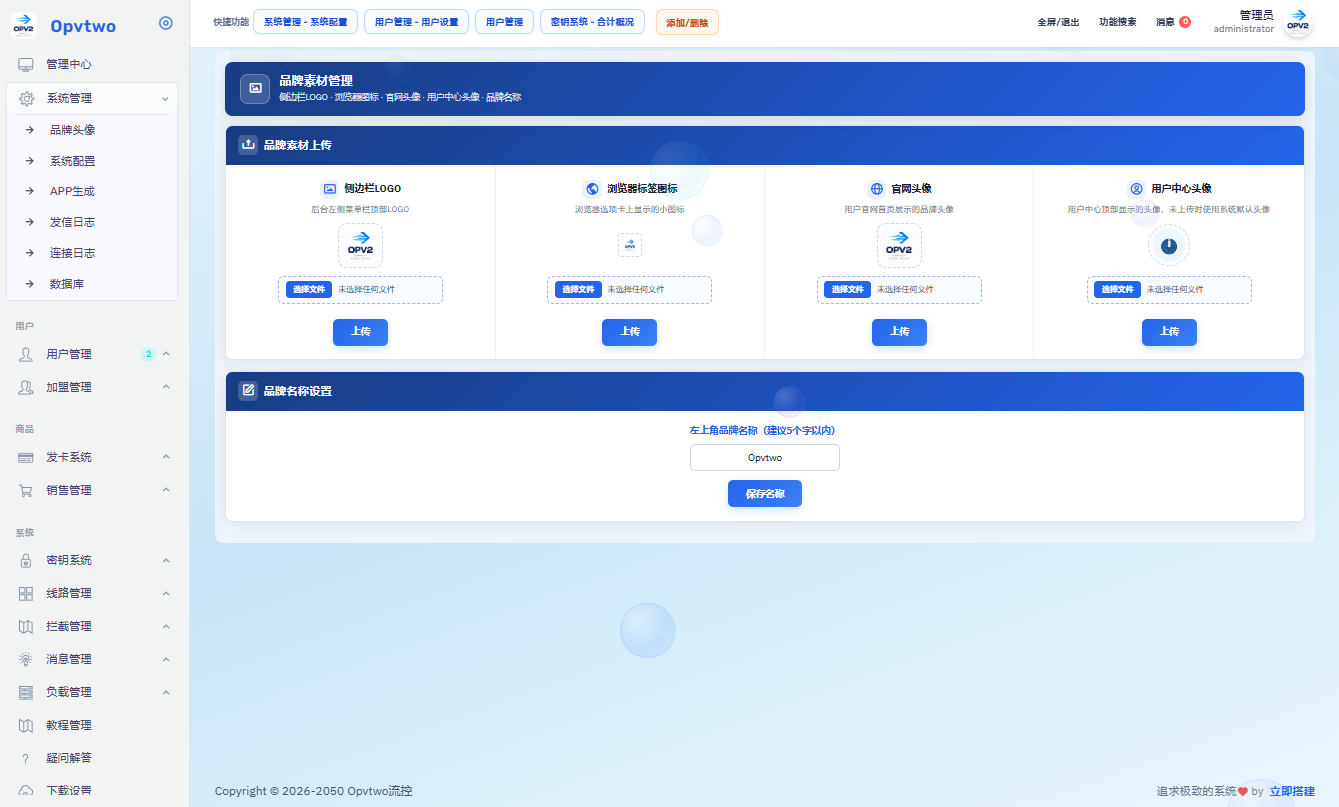 OPV2
Opvtwo
管理中心
系统管理
品牌头像
系统配置
APP生成
发信日志
连接日志
数据库
用户
用户管理 2
加盟管理
商品
发卡系统
销售管理
系统
密钥系统
线路管理
拦截管理
消息管理
负载管理
教程管理
疑问解答
下载设置
快捷功能 系统管理 - 系统配置 用户管理 - 用户设置 用户管理 密钥系统 - 合计概况 添加/删除
全屏/退出 功能搜索 消息 0
管理员
administrator
OPV2
品牌素材管理
侧边栏LOGO · 浏览器图标 · 官网头像 · 用户中心头像 · 品牌名称
品牌素材上传
侧边栏LOGO
后台左侧菜单栏顶部LOGO
OPV2
选择文件 未选择任何文件
上传
浏览器标签图标
浏览器选项卡上显示的小图标
OPV2
选择文件 未选择任何文件
上传
官网头像
用户官网首页展示的品牌头像
OPV2
选择文件 未选择任何文件
上传
用户中心头像
用户中心顶部显示的头像，未上传时使用系统默认头像
选择文件 未选择任何文件
上传
品牌名称设置
左上角品牌名称（建议5个字以内）
Opvtwo
保存名称
Copyright © 2026-2050 Opvtwo流控
追求极致的系统 by 立即搭建